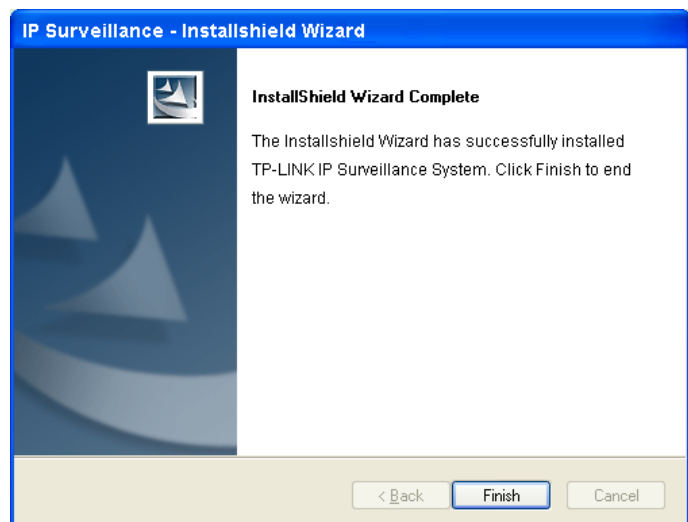 IP Surveillance - Installshield Wizard
InstallShield Wizard Complete
The Installshield Wizard has successfully installed
TP-LINK IP Surveillance System. Click Finish to end
the wizard.
< Back Finish Cancel